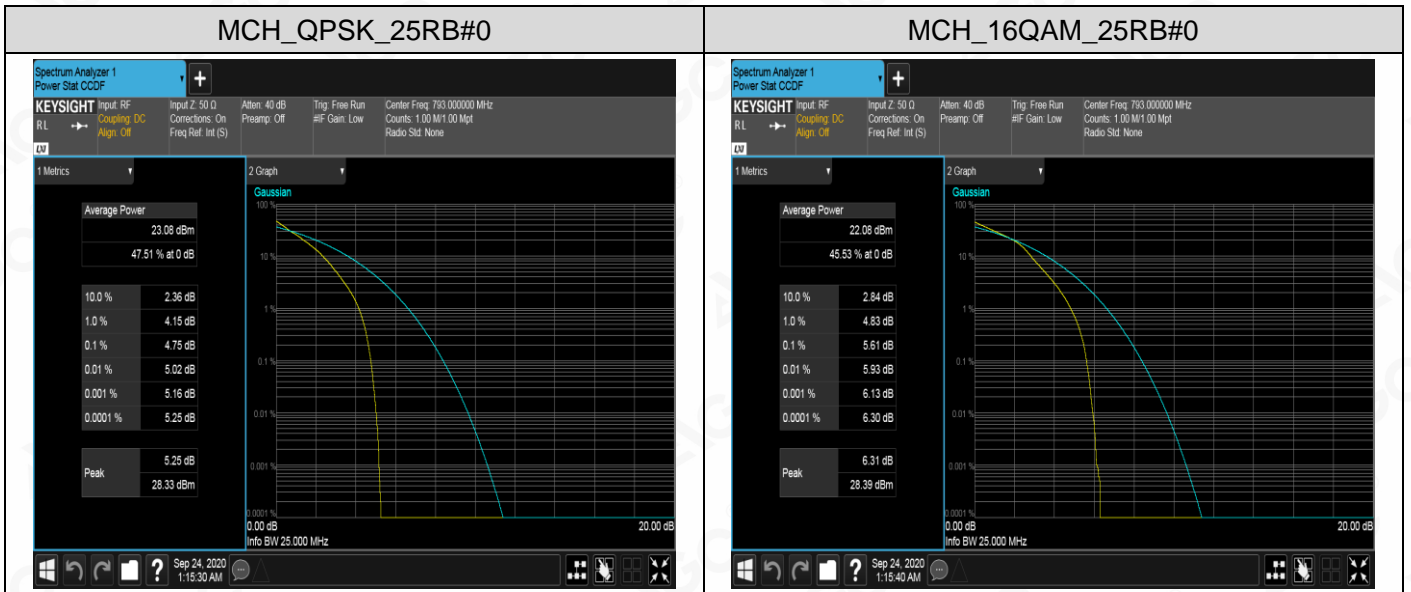 MCH_QPSK_25RB#0
Spectrum Analyzer 1
Power Stat CCDF
+
KEYSIGHT Input: RF Input Z: 50 Ω Atten: 40 dB Trig: Free Run Center Freq: 793.000000 MHz
R L Coupling: DC Corrections: On Preamp: Off #IF Gain: Low Counts: 1.00 M/1.00 Mpt
Align: Off Freq Ref: Int (S) Radio Std: None
LXI
1 Metrics
Average Power
23.08 dBm
47.51 % at 0 dB
10.0 % 2.36 dB
1.0 % 4.15 dB
0.1 % 4.75 dB
0.01 % 5.02 dB
0.001 % 5.16 dB
0.0001 % 5.25 dB
Peak 5.25 dB
28.33 dBm
2 Graph
Gaussian
100 %
10 %
1 %
0.1 %
0.01 %
0.001 %
0.0001 %
0.00 dB 20.00 dB
Info BW 25.000 MHz
? Sep 24, 2020
1:15:30 AM
MCH_16QAM_25RB#0
Spectrum Analyzer 1
Power Stat CCDF
+
KEYSIGHT Input: RF Input Z: 50 Ω Atten: 40 dB Trig: Free Run Center Freq: 793.000000 MHz
R L Coupling: DC Corrections: On Preamp: Off #IF Gain: Low Counts: 1.00 M/1.00 Mpt
Align: Off Freq Ref: Int (S) Radio Std: None
LXI
1 Metrics
Average Power
22.08 dBm
45.53 % at 0 dB
10.0 % 2.84 dB
1.0 % 4.83 dB
0.1 % 5.61 dB
0.01 % 5.93 dB
0.001 % 6.13 dB
0.0001 % 6.30 dB
Peak 6.31 dB
28.39 dBm
2 Graph
Gaussian
100 %
10 %
1 %
0.1 %
0.01 %
0.001 %
0.0001 %
0.00 dB 20.00 dB
Info BW 25.000 MHz
? Sep 24, 2020
1:15:40 AM